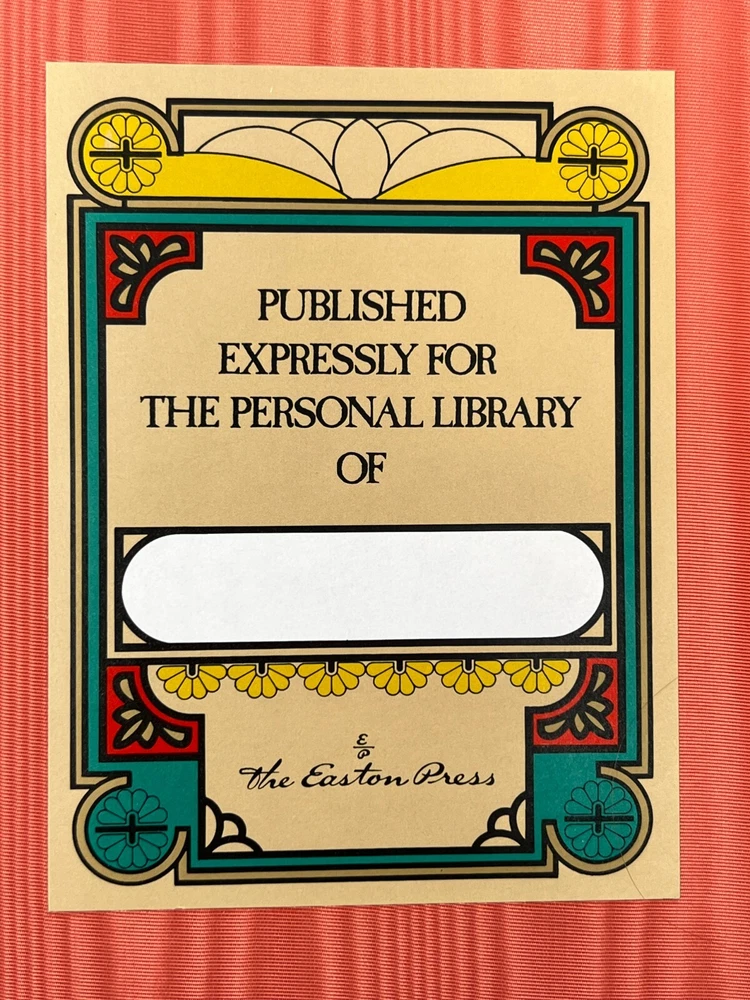 PUBLISHED
EXPRESSLY FOR
THE PERSONAL LIBRARY
OF
E
P
the Easton Press